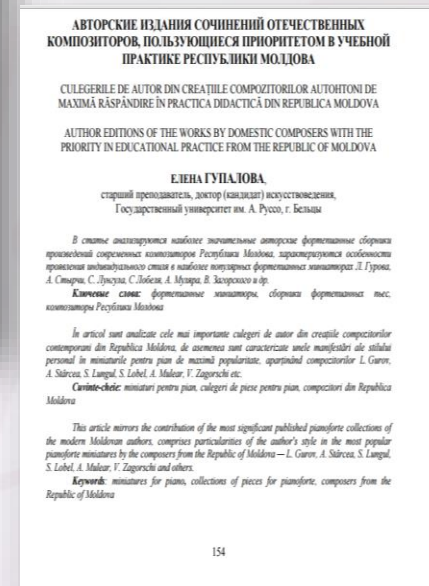 АВТОРСКИЕ ИЗДАНИЯ СОЧИНЕНИЙ ОТЕЧЕСТВЕННЫХ
КОМПОЗИТОРОВ, ПОЛЬЗУЮЩИЕСЯ ПРИОРИТЕТОМ В УЧЕБНОЙ
ПРАКТИКЕ РЕСПУБЛИКИ МОЛДОВА
CULEGERILE DE AUTOR DIN CREAȚIILE COMPOZITORILOR AUTOHTONI DE
MAXIMĂ RĂSPÂNDIRE ÎN PRACTICA DIDACTICĂ DIN REPUBLICA MOLDOVA
AUTHOR EDITIONS OF THE WORKS BY DOMESTIC COMPOSERS WITH THE
PRIORITY IN EDUCATIONAL PRACTICE FROM THE REPUBLIC OF MOLDOVA
ЕЛЕНА ГУПАЛОВА,
старший преподаватель, доктор (кандидат) искусствоведения,
Государственный университет им. А. Руссо, г. Бельцы
В статье анализируются наиболее значительные авторские фортепианные сборники
произведений современных композиторов Республики Молдова, характеризуются особенности
проявления индивидуального стиля в наиболее популярных фортепианных миниатюрах Л. Гурова,
А. Стырчи, С. Лунгула, С Лобеля, А. Муляра, В. Загорского и др.
Ключевые слова: фортепианные миниатюры, сборники фортепианных пьес,
композиторы Республики Молдова
În articol sunt analizate cele mai importante culegeri de autor din creațiile compozitorilor
contemporani din Republica Moldova, de asemenea sunt caracterizate unele manifestări ale stilului
personal în miniaturile pentru pian de maximă popularitate, aparținând compozitorilor L. Gurov,
A. Stârcea, S. Lungul, S. Lobel, A. Mulear, V. Zagorschi etc.
Cuvinte-cheie: miniaturi pentru pian, culegeri de piese pentru pian, compozitori din Republica
Moldova
This article mirrors the contribution of the most significant published pianoforte collections of
the modern Moldovan authors, comprises particularities of the author's style in the most popular
pianoforte miniatures by the composers from the Republic of Moldova — L. Gurov, A. Stârcea, S. Lungul,
S. Lobel, A. Mulear, V. Zagorschi and others.
Keywords: miniatures for piano, collections of pieces for pianoforte, composers from the
Republic of Moldova
154